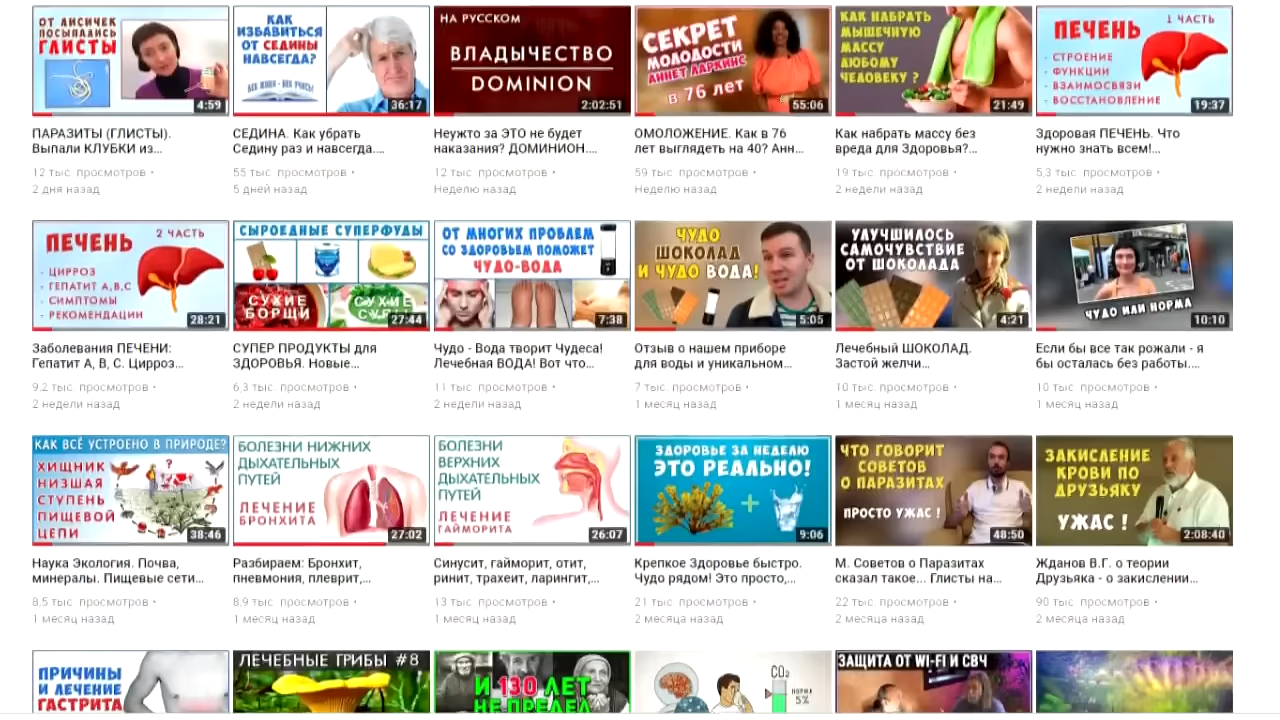 ОТ ЛИСИЧЕК
ПОСЫПАЛИСЬ
ГЛИСТЫ
4:59
ПАРАЗИТЫ (ГЛИСТЫ).
Выпали КЛУБКИ из...
12 тыс. просмотров •
2 дня назад
КАК
ИЗБАВИТЬСЯ
ОТ СЕДИНЫ
НАВСЕГДА?
36:17
СЕДИНА. Как убрать
Седину раз и навсегда....
55 тыс. просмотров •
5 дней назад
НА РУССКОМ
ВЛАДЫЧЕСТВО
DOMINION
2:02:51
Неужто за ЭТО не будет
наказания? ДОМИНИОН....
12 тыс. просмотров •
Неделю назад
СЕКРЕТ
МОЛОДОСТИ
АННЕТ ЛАРКИНС
В 76 ЛЕТ
55:06
ОМОЛОЖЕНИЕ. Как в 76
лет выглядеть на 40? Анн...
59 тыс. просмотров •
Неделю назад
КАК НАБРАТЬ
МЫШЕЧНУЮ
МАССУ
ЛЮБОМУ
ЧЕЛОВЕКУ ?
21:49
Как набрать массу без
вреда для Здоровья?...
19 тыс. просмотров •
2 недели назад
1 ЧАСТЬ
ПЕЧЕНЬ
- СТРОЕНИЕ
- ФУНКЦИИ
- ВЗАИМОСВЯЗИ
- ВОССТАНОВЛЕНИЕ
19:37
Здоровая ПЕЧЕНЬ. Что
нужно знать всем!...
5,3 тыс. просмотров •
2 недели назад
2 ЧАСТЬ
ПЕЧЕНЬ
- ЦИРРОЗ
- ГЕПАТИТ А,В,С
- СИМПТОМЫ
- РЕКОМЕНДАЦИИ
28:21
Заболевания ПЕЧЕНИ:
Гепатит А, В, С. Цирроз...
9,2 тыс. просмотров •
2 недели назад
СЫРОЕДНЫЕ СУПЕРФУДЫ
СУХИЕ
БОРЩИ
СУХИЕ
27:44
СУПЕР ПРОДУКТЫ для
ЗДОРОВЬЯ. Новые...
6,3 тыс. просмотров •
2 недели назад
ОТ МНОГИХ ПРОБЛЕМ
СО ЗДОРОВЬЕМ ПОМОЖЕТ
ЧУДО-ВОДА
7:38
Чудо - Вода творит Чудеса!
Лечебная ВОДА! Вот что...
11 тыс. просмотров •
2 недели назад
ЧУДО
ШОКОЛАД
И ЧУДО ВОДА!
5:05
Отзыв о нашем приборе
для воды и уникальном...
7 тыс. просмотров •
1 месяц назад
УЛУЧШИЛОСЬ
САМОЧУВСТВИЕ
ОТ ШОКОЛАДА
4:21
Лечебный ШОКОЛАД.
Застой желчи...
10 тыс. просмотров •
1 месяц назад
ЧУДО ИЛИ НОРМА
10:10
Если бы все так рожали - я
бы осталась без работы....
10 тыс. просмотров •
1 месяц назад
КАК ВСЁ УСТРОЕНО В ПРИРОДЕ?
ХИЩНИК
НИЗШАЯ
СТУПЕНЬ
ПИЩЕВОЙ
ЦЕПИ
?
38:46
Наука Экология. Почва,
минералы. Пищевые сети...
8,5 тыс. просмотров •
1 месяц назад
БОЛЕЗНИ НИЖНИХ
ДЫХАТЕЛЬНЫХ
ПУТЕЙ
ЛЕЧЕНИЕ
БРОНХИТА
27:02
Разбираем: Бронхит,
пневмония, плеврит,...
8,9 тыс. просмотров •
1 месяц назад
БОЛЕЗНИ
ВЕРХНИХ
ДЫХАТЕЛЬНЫХ
ПУТЕЙ
ЛЕЧЕНИЕ
ГАЙМОРИТА
26:07
Синусит, гайморит, отит,
ринит, трахеит, ларингит,...
13 тыс. просмотров •
1 месяц назад
ЗДОРОВЬЕ ЗА НЕДЕЛЮ
ЭТО РЕАЛЬНО!
+
9:06
Крепкое Здоровье быстро.
Чудо рядом! Это просто,...
21 тыс. просмотров •
2 месяца назад
ЧТО ГОВОРИТ
СОВЕТОВ
О ПАРАЗИТАХ
ПРОСТО УЖАС !
48:50
М. Советов о Паразитах
сказал такое... Глисты на...
22 тыс. просмотров •
2 месяца назад
ЗАКИСЛЕНИЕ
КРОВИ ПО
ДРУЗЬЯКУ
УЖАС !
2:08:40
Жданов В.Г. о теории
Друзьяка - о закислении...
90 тыс. просмотров •
2 месяца назад
ПРИЧИНЫ
И ЛЕЧЕНИЕ
ГАСТРИТА
ЛЕЧЕБНЫЕ ГРИБЫ #8
И 130 ЛЕТ
НЕ ПРЕДЕЛ
CO₂
НОРМА
5%
ЗАЩИТА ОТ WI-FI И СВЧ